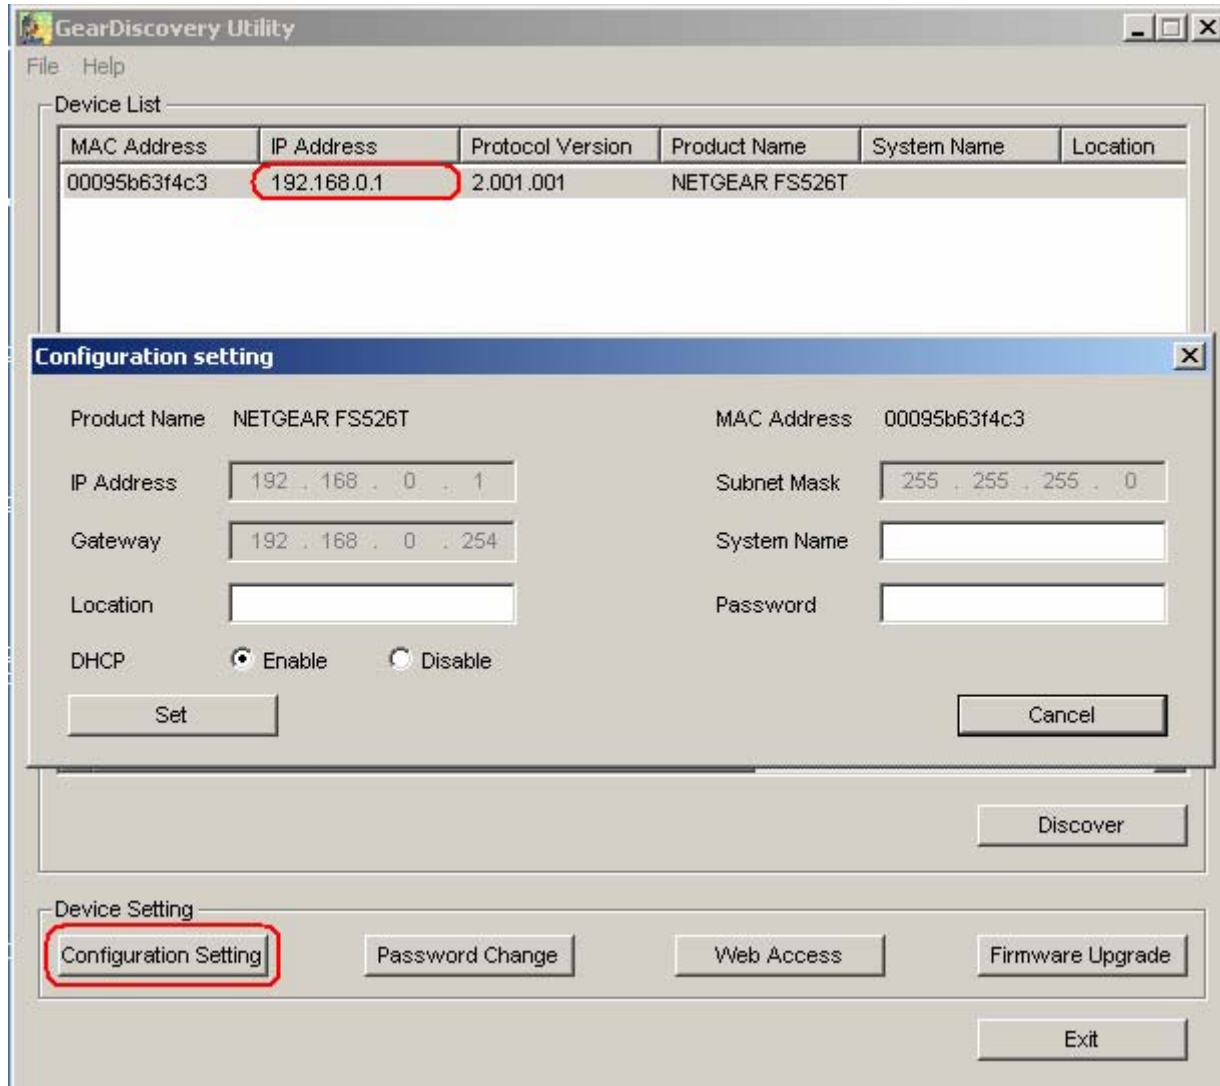 GearDiscovery Utility
File Help
Device List
MAC Address IP Address Protocol Version Product Name System Name Location
00095b63f4c3 192.168.0.1 2.001.001 NETGEAR FS526T
Configuration setting
Product Name NETGEAR FS526T MAC Address 00095b63f4c3
IP Address 192 . 168 . 0 . 1 Subnet Mask 255 . 255 . 255 . 0
Gateway 192 . 168 . 0 . 254 System Name
Location Password
DHCP Enable Disable
Set Cancel
Discover
Device Setting
Configuration Setting Password Change Web Access Firmware Upgrade
Exit